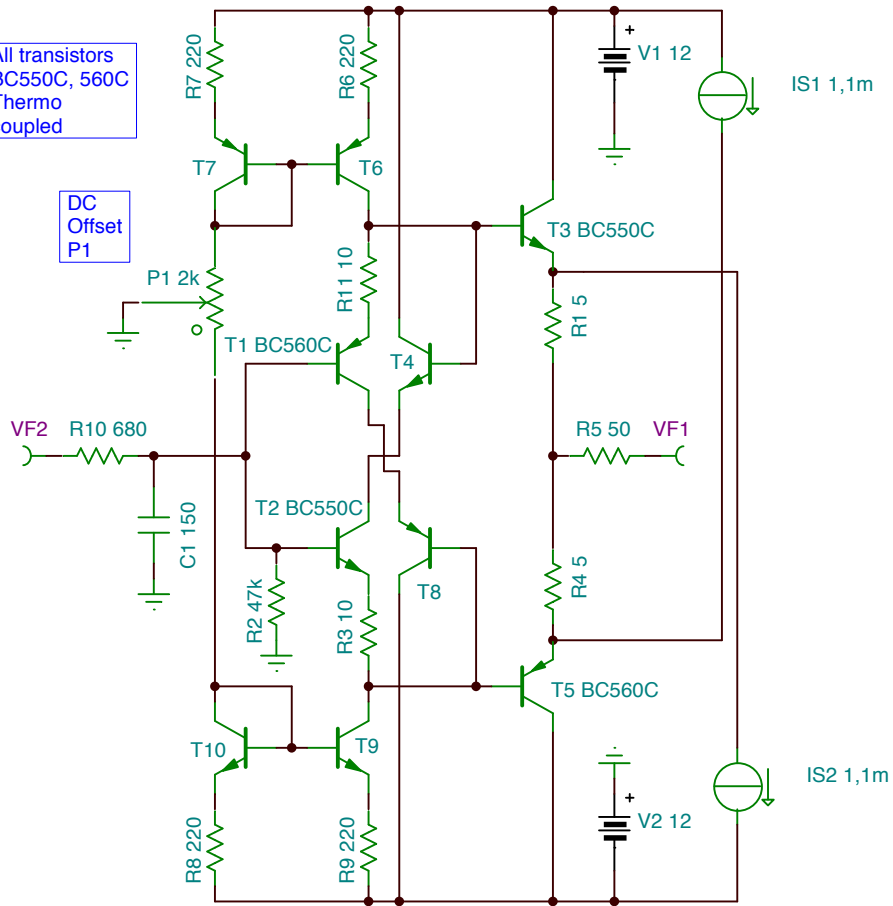 All transistors
BC550C, 560C
Thermo
coupled
DC
Offset
P1
R7 220
R6 220
+
V1 12
IS1 1,1m
T7
T6
T3 BC550C
P1 2k
R11 10
R1 5
T1 BC560C
T4
VF2
R10 680
R5 50
VF1
C1 150
T2 BC550C
R2 47k
R3 10
T8
R4 5
T5 BC560C
T10
T9
IS2 1,1m
+
V2 12
R8 220
R9 220